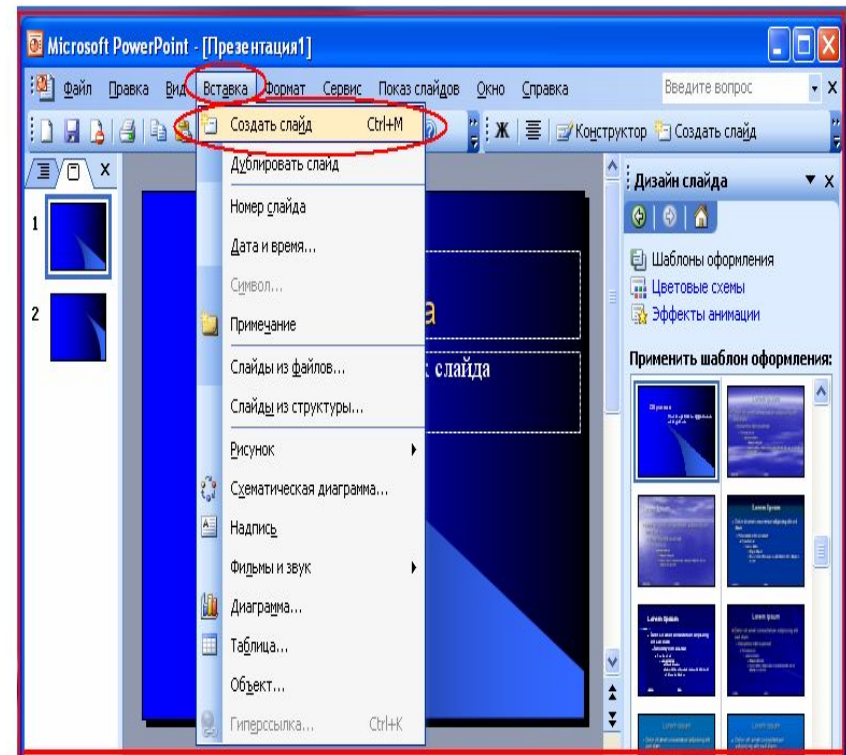 Microsoft PowerPoint - [Презентация1]
Файл Правка Вид Вставка Формат Сервис Показ слайдов Окно Справка Введите вопрос
Ж Конструктор Создать слайд
Создать слайд Ctrl+M
Дублировать слайд
Номер слайда
Дата и время...
Символ...
Примечание
Слайды из файлов...
Слайды из структуры...
Рисунок
Схематическая диаграмма...
Надпись
Фильмы и звук
Диаграмма...
Таблица...
Объект...
Гиперссылка... Ctrl+K
1
2
а
к слайда
Дизайн слайда
Шаблоны оформления
Цветовые схемы
Эффекты анимации
Применить шаблон оформления:
Lorem Ipsum
Lorem Ipsum
Lorem Ipsum